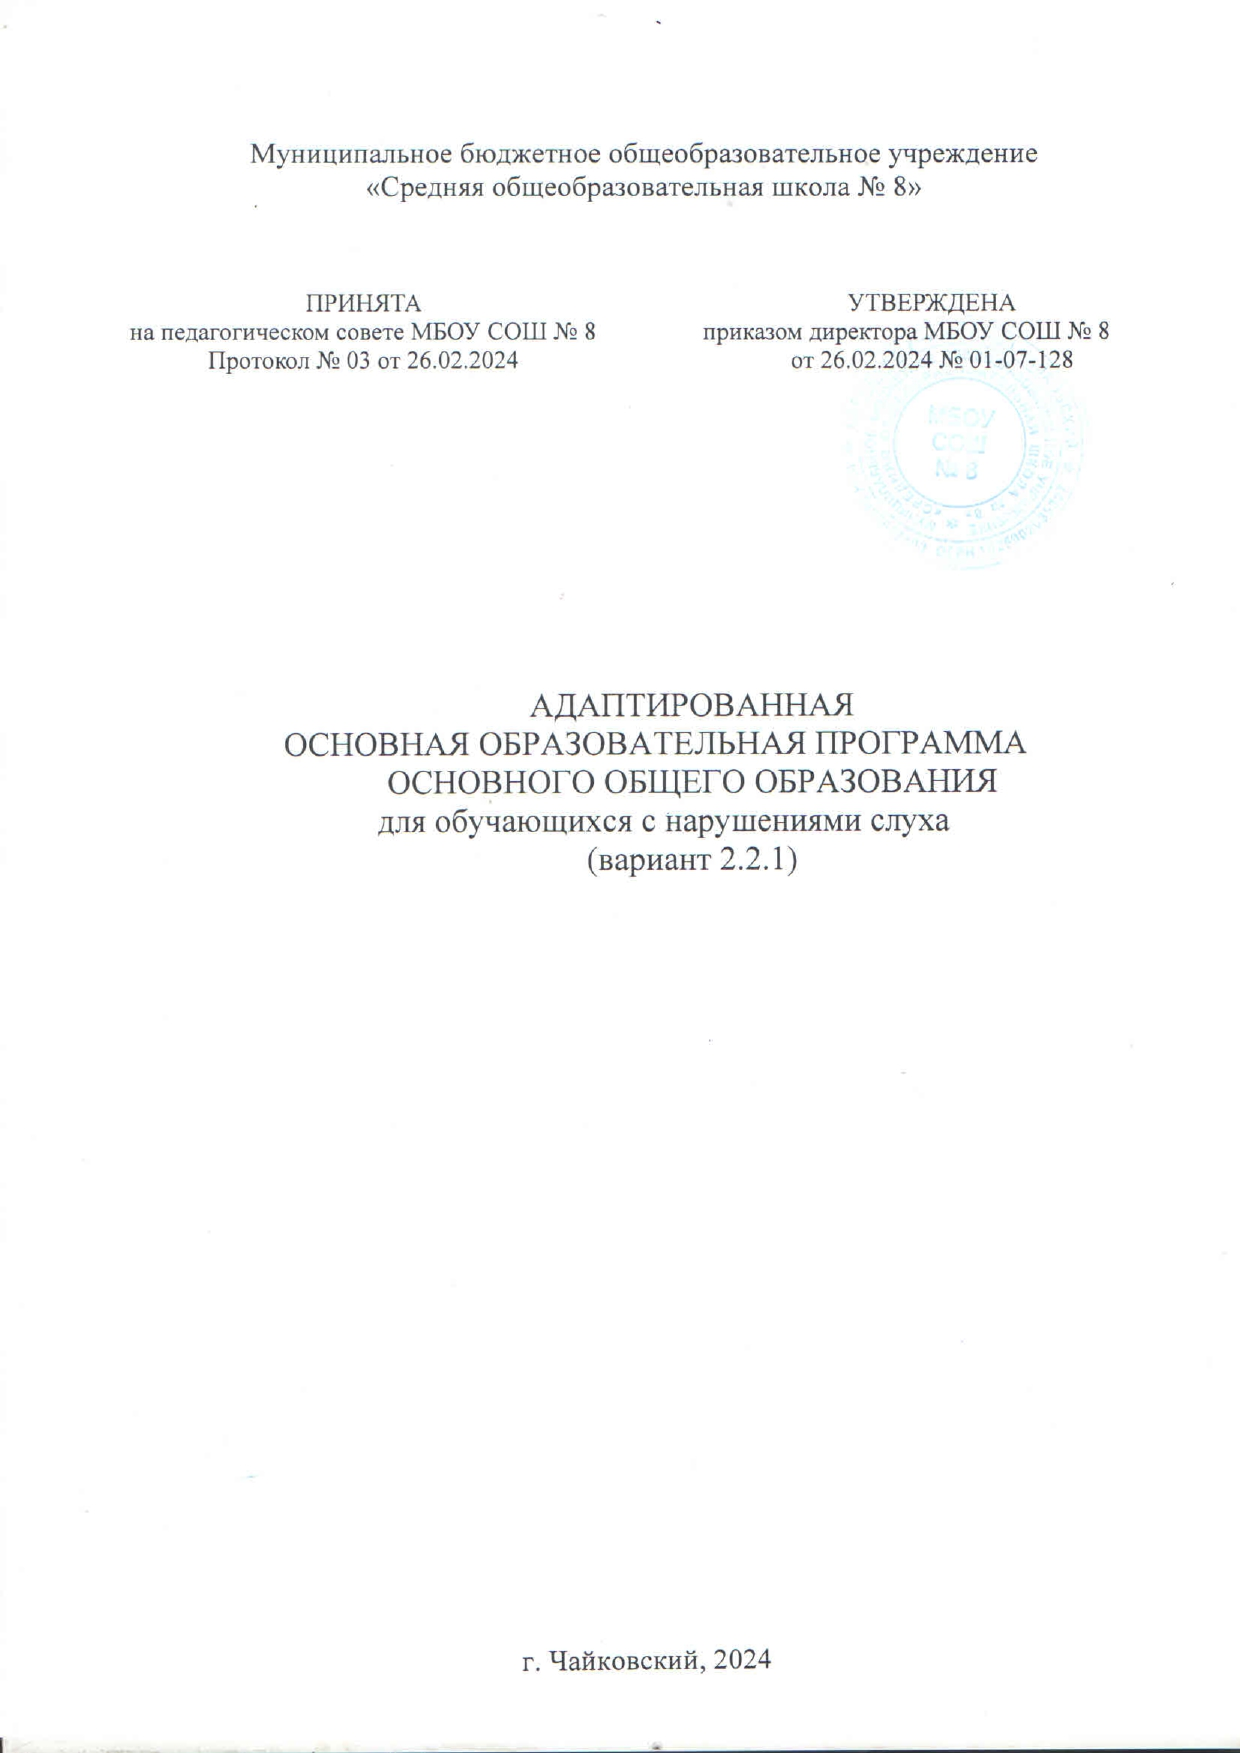 Муниципальное бюджетное общеобразовательное учреждение
«Средняя общеобразовательная школа № 8»
ПРИНЯТА
на педагогическом совете МБОУ СОШ № 8
Протокол № 03 от 26.02.2024
УТВЕРЖДЕНА
приказом директора МБОУ СОШ № 8
от 26.02.2024 № 01-07-128
МБОУ
СОШ
№ 8
АДАПТИРОВАННАЯ
ОСНОВНАЯ ОБРАЗОВАТЕЛЬНАЯ ПРОГРАММА
ОСНОВНОГО ОБЩЕГО ОБРАЗОВАНИЯ
для обучающихся с нарушениями слуха
(вариант 2.2.1)
г. Чайковский, 2024